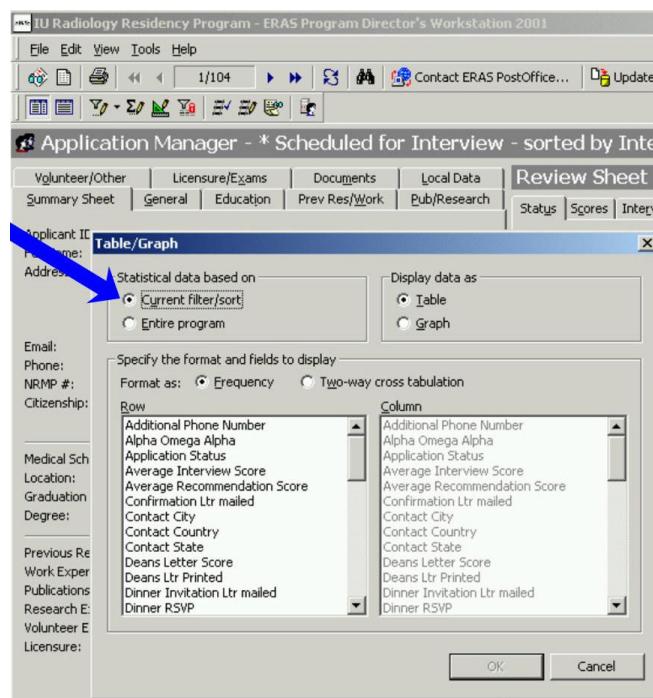 IU Radiology Residency Program - ERAS Program Director's Workstation 2001
File Edit View Tools Help
1/104 Contact ERAS PostOffice... Update
Application Manager - * Scheduled for Interview - sorted by Inte
Volunteer/Other Licensure/Exams Documents Local Data Review Sheet
Summary Sheet General Education Prev Res/Work Pub/Research Status Scores Inter
Applicant ID
Table/Graph
Address
Statistical data based on Display data as
Current filter/sort Table
Entire program Graph
Email:
Phone:
NRMP #:
Citizenship:
Specify the format and fields to display
Format as: Frequency Two-way cross tabulation
Row Column
Additional Phone Number Additional Phone Number
Alpha Omega Alpha Alpha Omega Alpha
Application Status Application Status
Average Interview Score Average Interview Score
Average Recommendation Score Average Recommendation Score
Confirmation Ltr mailed Confirmation Ltr mailed
Contact City Contact City
Contact Country Contact Country
Contact State Contact State
Deans Letter Score Deans Letter Score
Deans Ltr Printed Deans Ltr Printed
Dinner Invitation Ltr mailed Dinner Invitation Ltr mailed
Dinner RSVP Dinner RSVP
Medical Sch
Location:
Graduation
Degree:
Previous Re
Work Exper
Publications
Research E
Volunteer E
Licensure:
OK Cancel